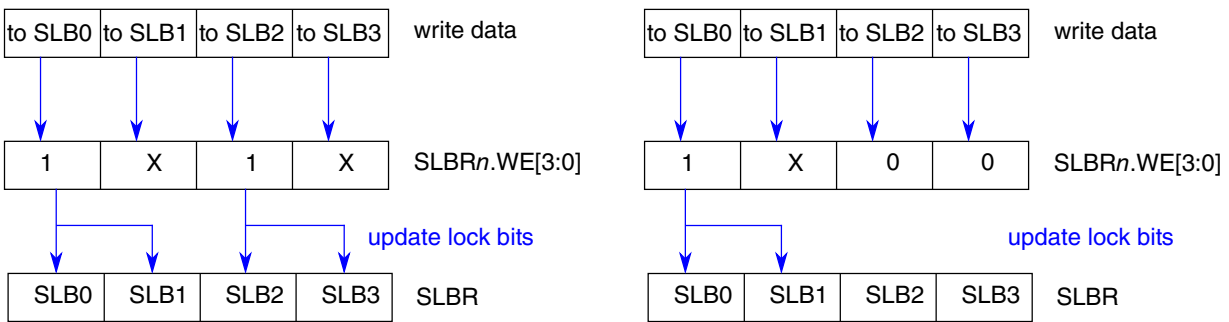 to SLB0 to SLB1 to SLB2 to SLB3 write data
1 X 1 X SLBRn.WE[3:0]
update lock bits
SLB0 SLB1 SLB2 SLB3 SLBR
to SLB0 to SLB1 to SLB2 to SLB3 write data
1 X 0 0 SLBRn.WE[3:0]
update lock bits
SLB0 SLB1 SLB2 SLB3 SLBR